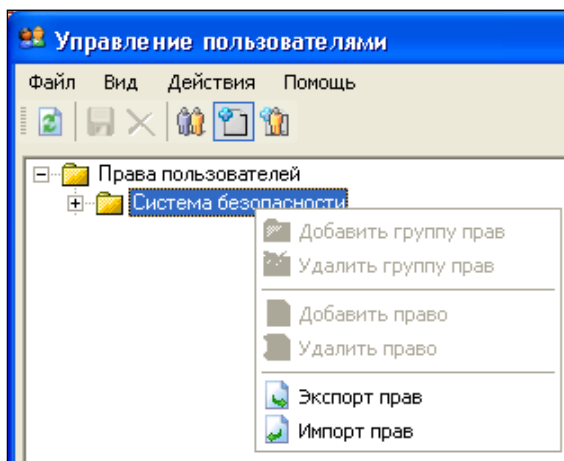 Управление пользователями
Файл Вид Действия Помощь
Права пользователей
Система безопасности
Добавить группу прав
Удалить группу прав
Добавить право
Удалить право
Экспорт прав
Импорт прав